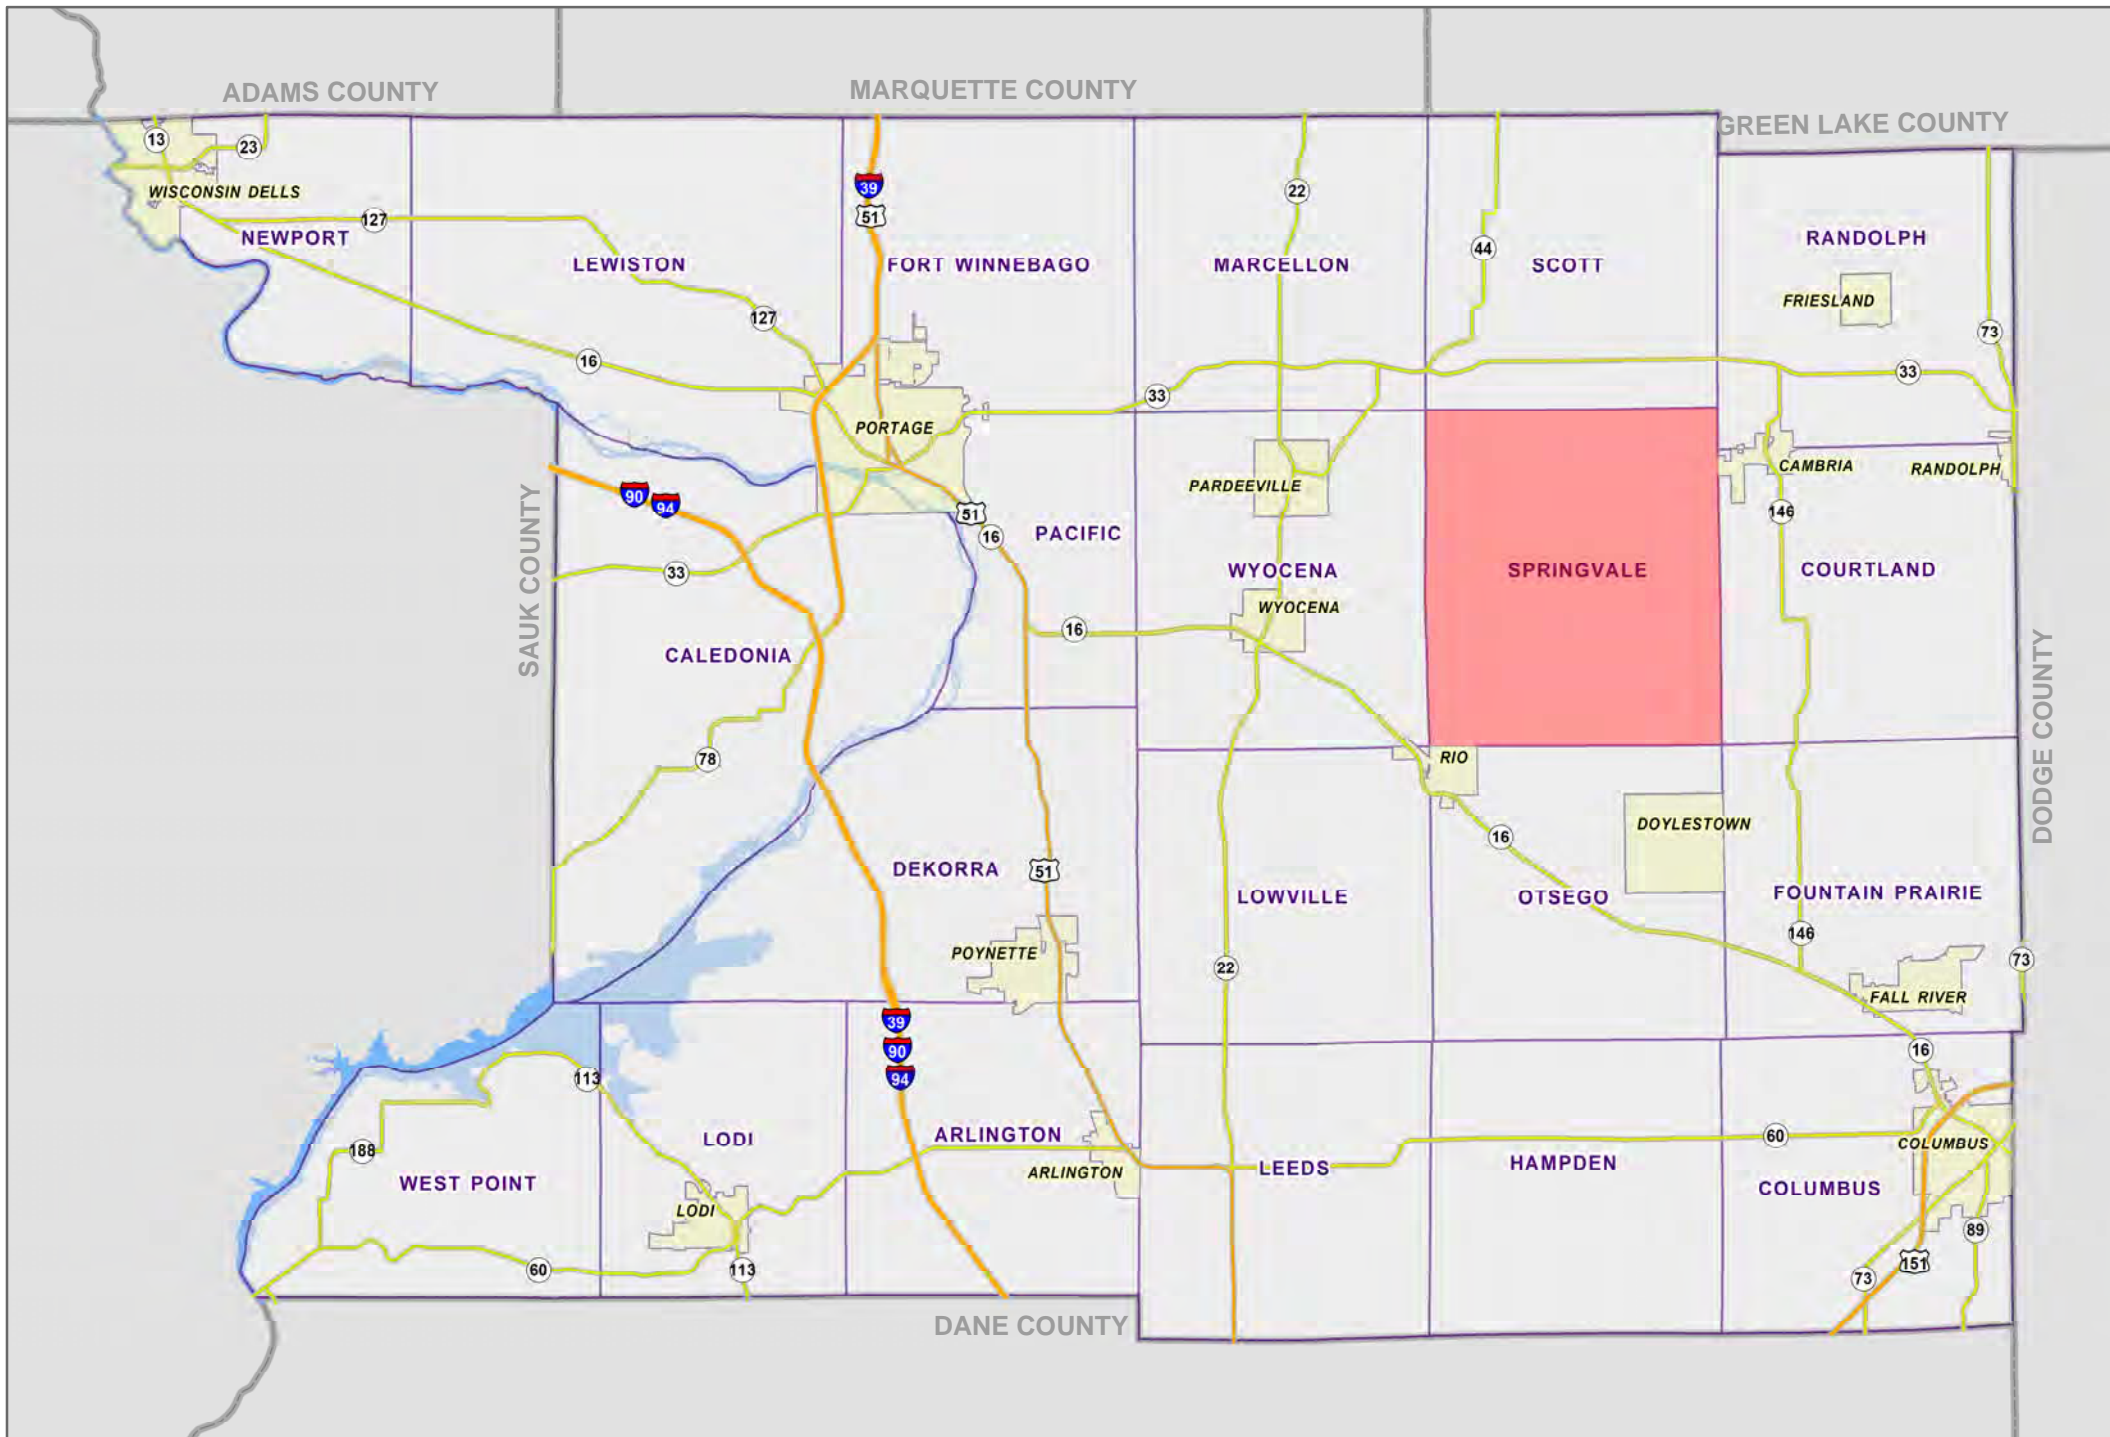 ADAMS COUNTY
MARQUETTE COUNTY
GREEN LAKE COUNTY
13
23
39
51
22
44
WISCONSIN DELLS
127
NEWPORT
LEWISTON
FORT WINNEBAGO
MARCELLON
SCOTT
RANDOLPH
FRIESLAND
127
73
16
33
33
PORTAGE
CAMBRIA
RANDOLPH
PARDEEVILLE
90
94
51
146
16
PACIFIC
SAUK COUNTY
33
WYOCENA
SPRINGVALE
COURTLAND
WYOCENA
16
CALEDONIA
DODGE COUNTY
78
RIO
DOYLESTOWN
16
DEKORRA
51
LOWVILLE
OTSEGO
FOUNTAIN PRAIRIE
146
POYNETTE
22
73
FALL RIVER
39
90
94
16
113
LODI
ARLINGTON
60
COLUMBUS
188
ARLINGTON
LEEDS
HAMPDEN
WEST POINT
COLUMBUS
LODI
89
60
113
151
73
DANE COUNTY